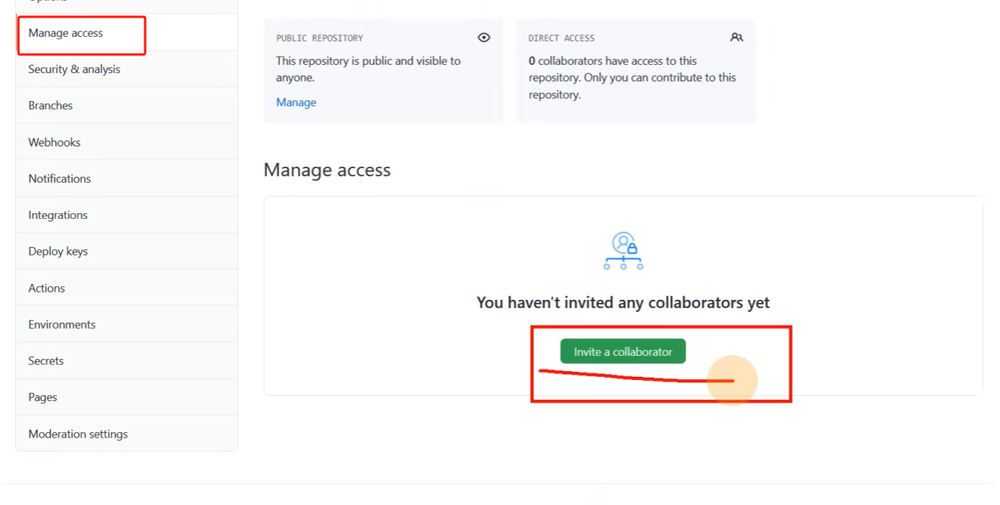 Options
Manage access
Security & analysis
Branches
Webhooks
Notifications
Integrations
Deploy keys
Actions
Environments
Secrets
Pages
Moderation settings
PUBLIC REPOSITORY
This repository is public and visible to
anyone.
Manage
DIRECT ACCESS
0 collaborators have access to this
repository. Only you can contribute to this
repository.
Manage access
You haven't invited any collaborators yet
Invite a collaborator